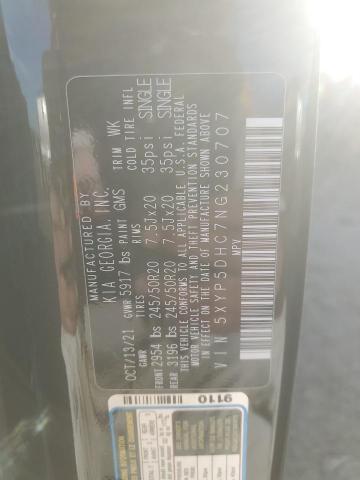 MANUFACTURED BY
KIA GEORGIA, INC.
OCT/13/21 GVWR 5917 lbs PAINT GMS TRIM WK
GAWR TIRES RIMS COLD TIRE INFL
FRONT 2954 lbs 245/50R20 7.5Jx20 35psi SINGLE
REAR 3196 lbs 245/50R20 7.5Jx20 35psi SINGLE
THIS VEHICLE CONFORMS TO ALL APPLICABLE U.S.A. FEDERAL
MOTOR VEHICLE SAFETY AND THEFT PREVENTION STANDARDS
IN EFFECT ON THE DATE OF MANUFACTURE SHOWN ABOVE
VIN 5XYP5DHC7NG230707
MPV
9110